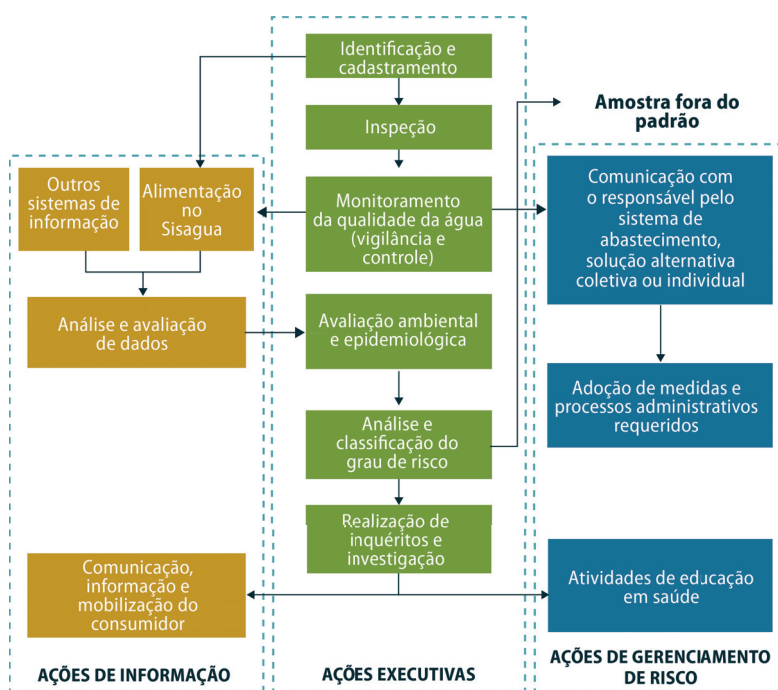 Identificação e
cadastramento
Inspeção
Amostra fora do
padrão
Outros
sistemas de
informação
Alimentação
no
Sisagua
Monitoramento
da qualidade da água
(vigilância e
controle)
Comunicação com
o responsável pelo
sistema de
abastecimento,
solução alternativa
coletiva ou individual
Análise e avaliação
de dados
Avaliação ambiental
e epidemiológica
Adoção de medidas e
processos administrativos
requeridos
Análise e
classificação do
grau de risco
Realização de
inquéritos e
investigação
Comunicação,
informação e
mobilização do
consumidor
Atividades de educação
em saúde
AÇÕES DE INFORMAÇÃO
AÇÕES EXECUTIVAS
AÇÕES DE GERENCIAMENTO
DE RISCO